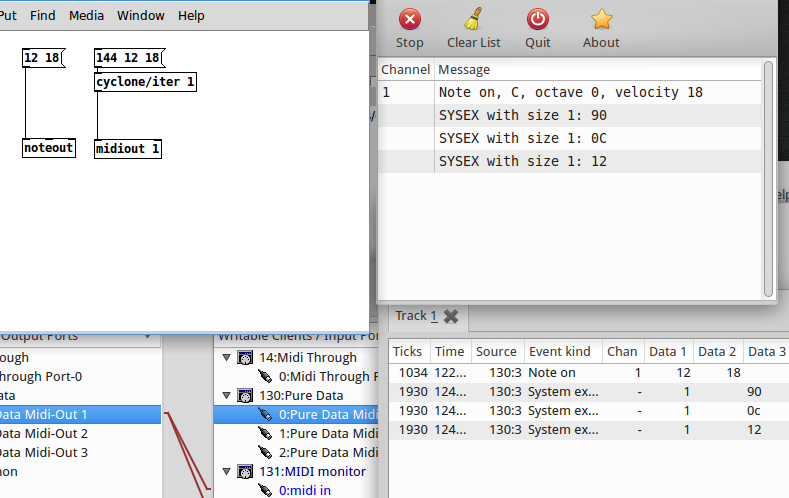 Put Find Media Window Help
12 18
144 12 18
cyclone/iter 1
noteout
midiout 1
Stop Clear List Quit About
Channel Message
1 Note on, C, octave 0, velocity 18
SYSEX with size 1: 90
SYSEX with size 1: 0C
SYSEX with size 1: 12
Output Ports
ough
hrough Port-0
ata
Data Midi-Out 1
Data Midi-Out 2
Data Midi-Out 3
non
Writable Clients / Input Po
14:Midi Through
0:Midi Through P
130:Pure Data
0:Pure Data Midi
1:Pure Data Midi
2:Pure Data Midi
131:MIDI monitor
0:midi in
elp
Track 1
Ticks Time Source Event kind Chan Data 1 Data 2 Data 3
1034 122... 130:3 Note on 1 12 18
1930 124... 130:3 System ex... - 1 90
1930 124... 130:3 System ex... - 1 0c
1930 124... 130:3 System ex... - 1 12